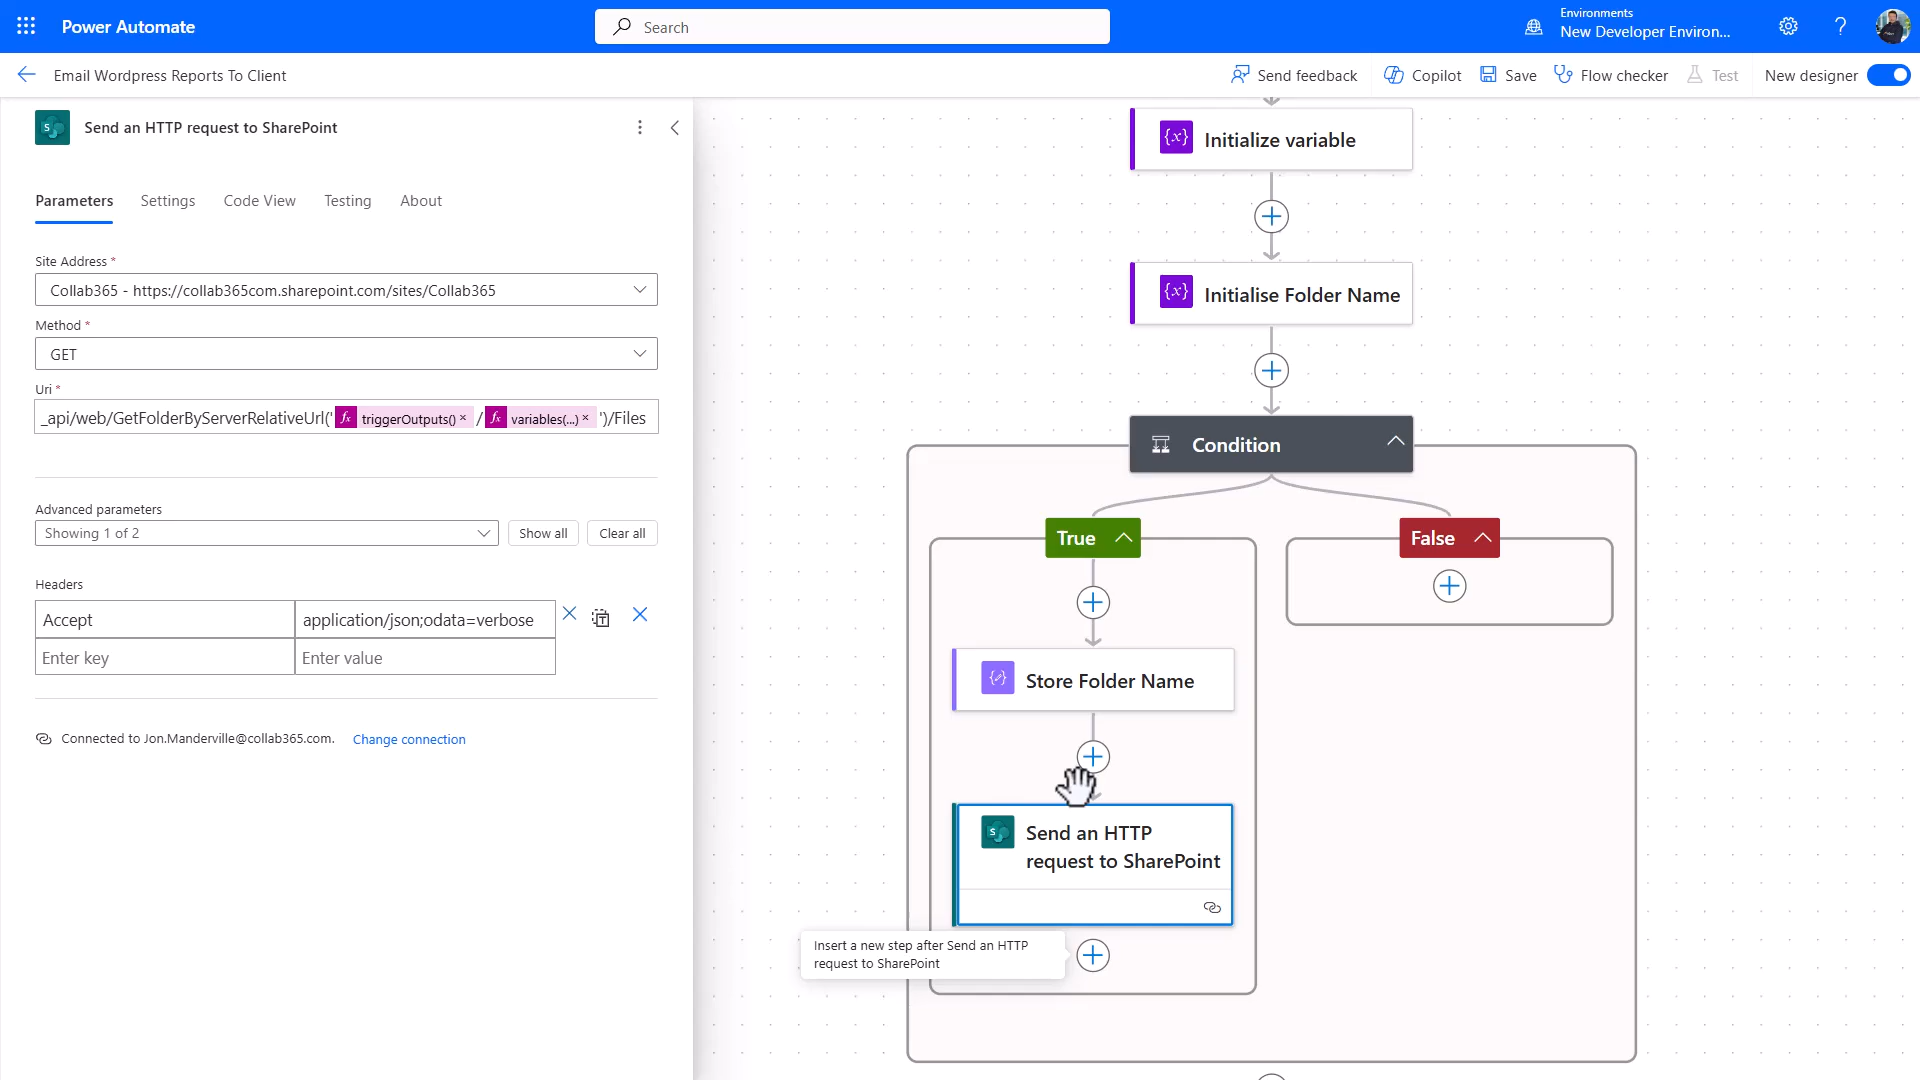 Power Automate
Search
Environments
New Developer Environ...
Email Wordpress Reports To Client
Send feedback
Copilot
Save
Flow checker
Test
New designer
Send an HTTP request to SharePoint
Parameters
Settings
Code View
Testing
About
Site Address *
Collab365 - https://collab365com.sharepoint.com/sites/Collab365
Method *
GET
Uri *
_api/web/GetFolderByServerRelativeUrl('fx triggerOutputs() × / fx variables(...) × ')/Files
Advanced parameters
Showing 1 of 2
Show all
Clear all
Headers
Accept
application/json;odata=verbose
Enter key
Enter value
Connected to Jon.Manderville@collab365.com.
Change connection
{x} Initialize variable
{x} Initialise Folder Name
Condition
True
False
Store Folder Name
S
Send an HTTP
request to SharePoint
Insert a new step after Send an HTTP
request to SharePoint